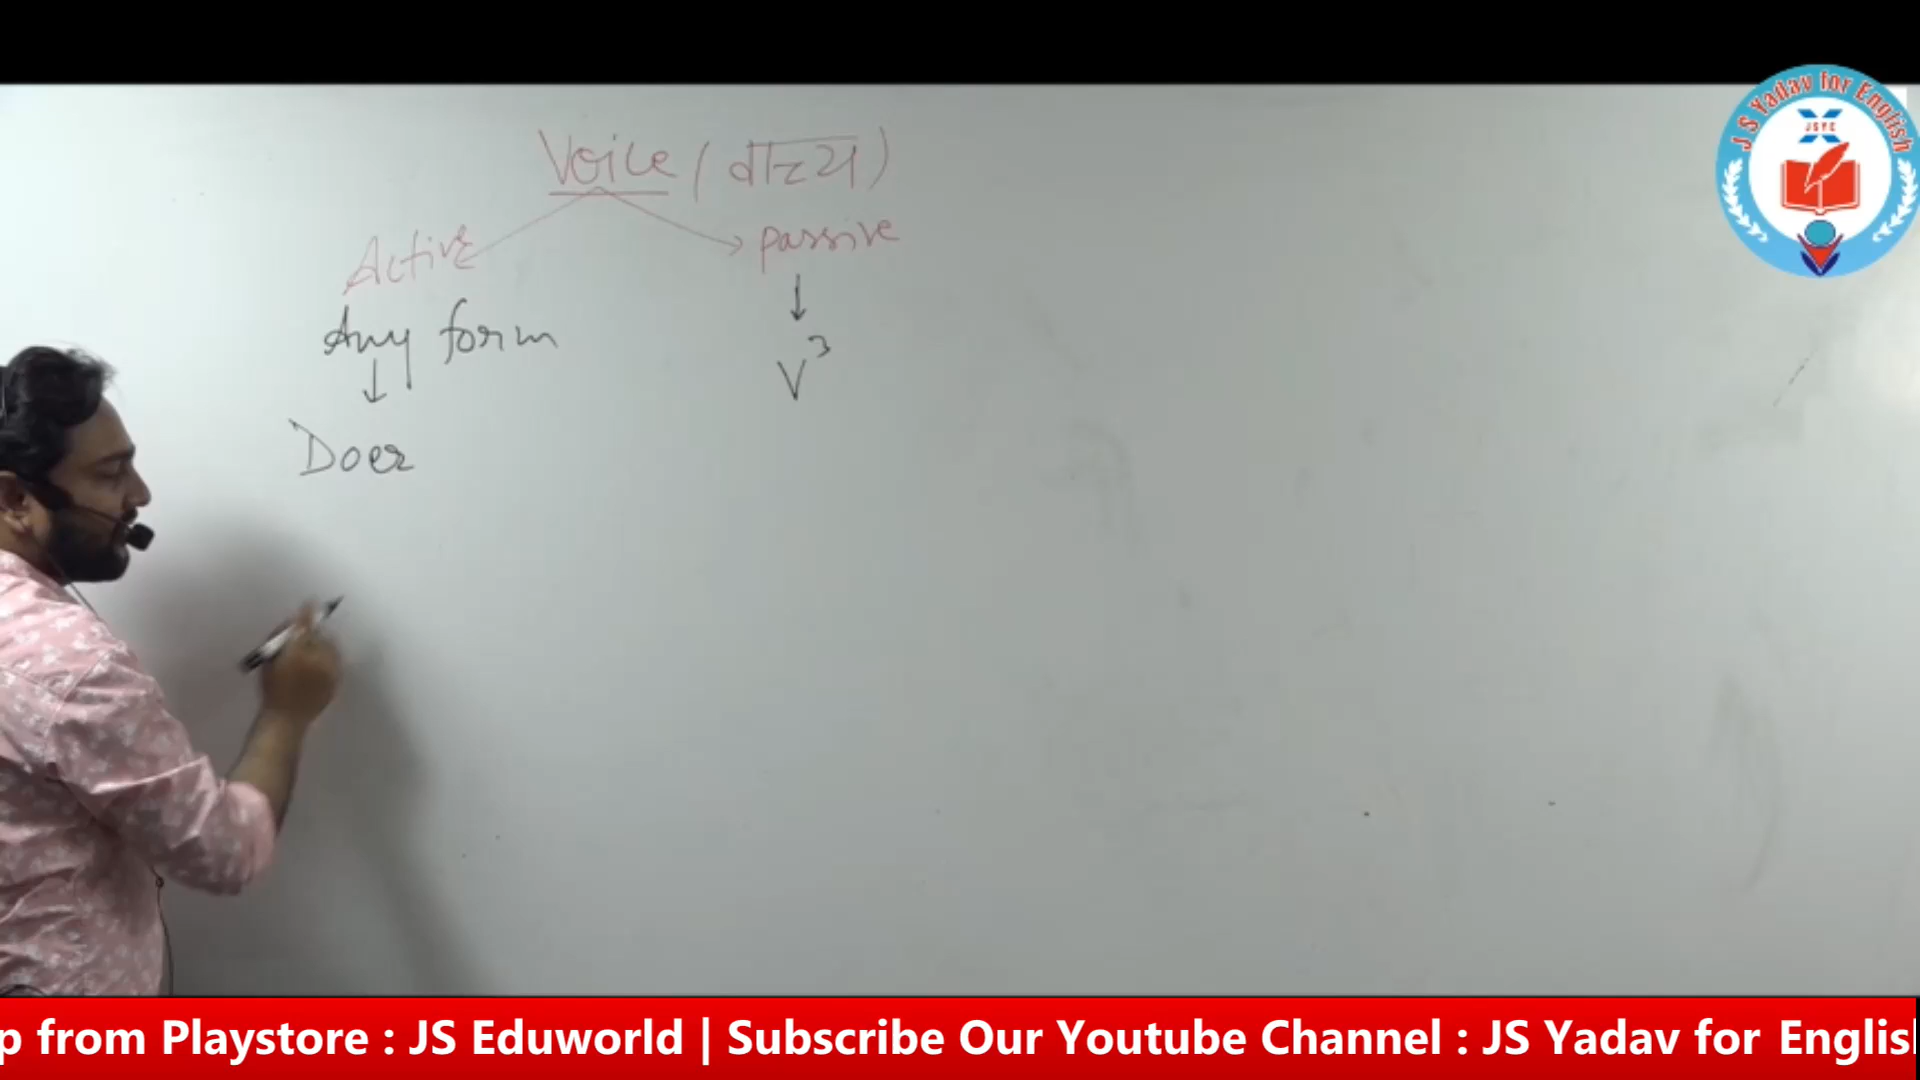 J S Yadav for English
JSYE
Voice (वाच्य)
Active
passive
Any form
↓
V³
↓
Doer
p from Playstore : JS Eduworld | Subscribe Our Youtube Channel : JS Yadav for Englis